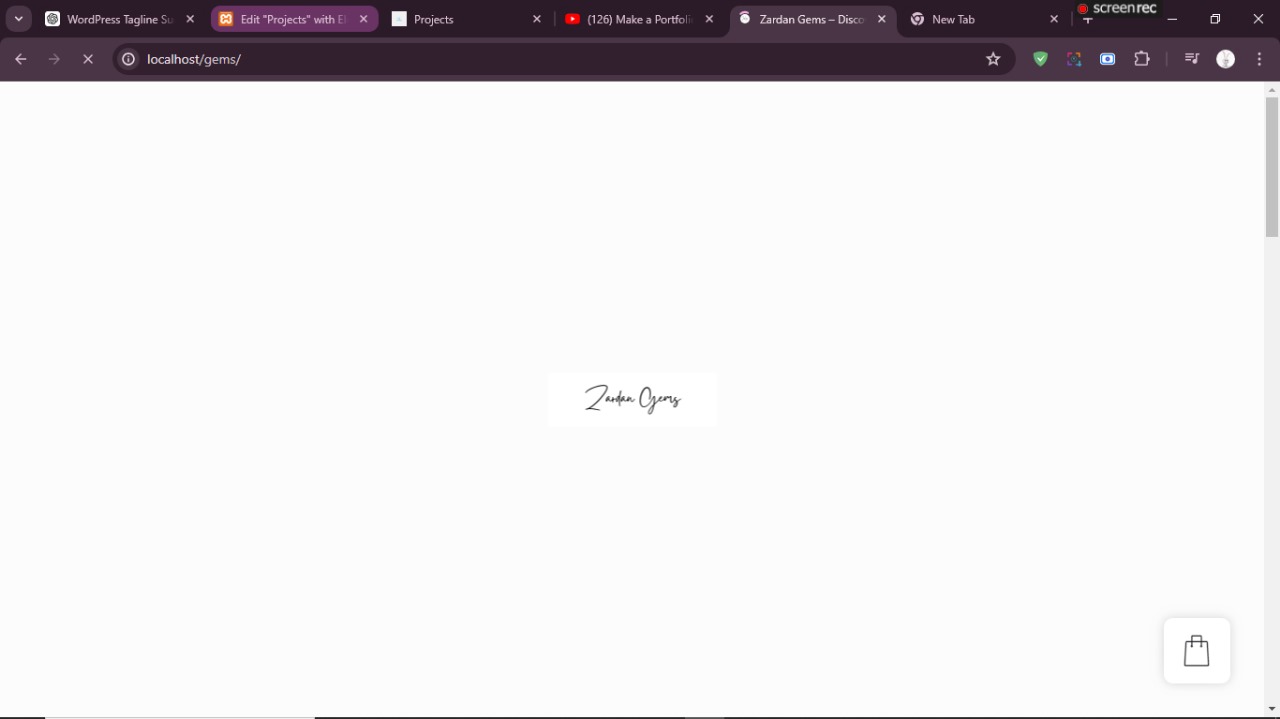 WordPress Tagline Su
Edit "Projects" with El
Projects
(126) Make a Portfoli
Zardan Gems – Disco
New Tab
screenrec
localhost/gems/
Zardan Gems